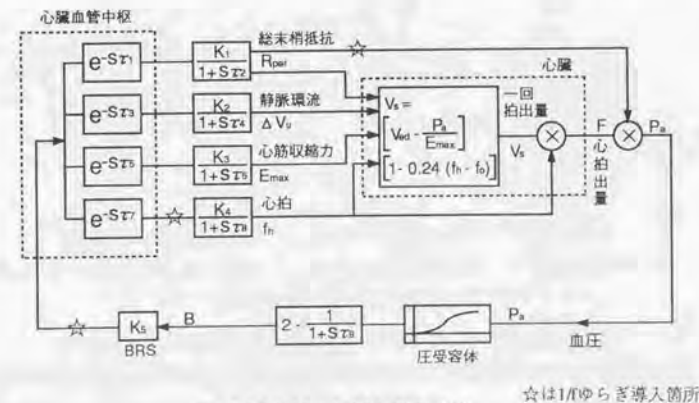 心臓血管中枢
e-Sτ1
K1
1+Sτ2
総末梢抵抗
Rper
☆
e-Sτ3
K2
1+Sτ4
静脈環流
e-Sτ5
K3
1+Sτ6
心筋収縮力
Emax
e-Sτ7
☆
K4
1+Sτ8
心拍
fh
心臓
Vs =
[Ved - Pa/Emax]
[1- 0.24 (fh - fo)]
一回
拍出量
Vs
×
F
心拍出量
×
Pa
☆
K5
BRS
B
2 - 1/(1+Sτ9)
圧受容体
Pa
血圧
☆は1/fゆらぎ導入箇所